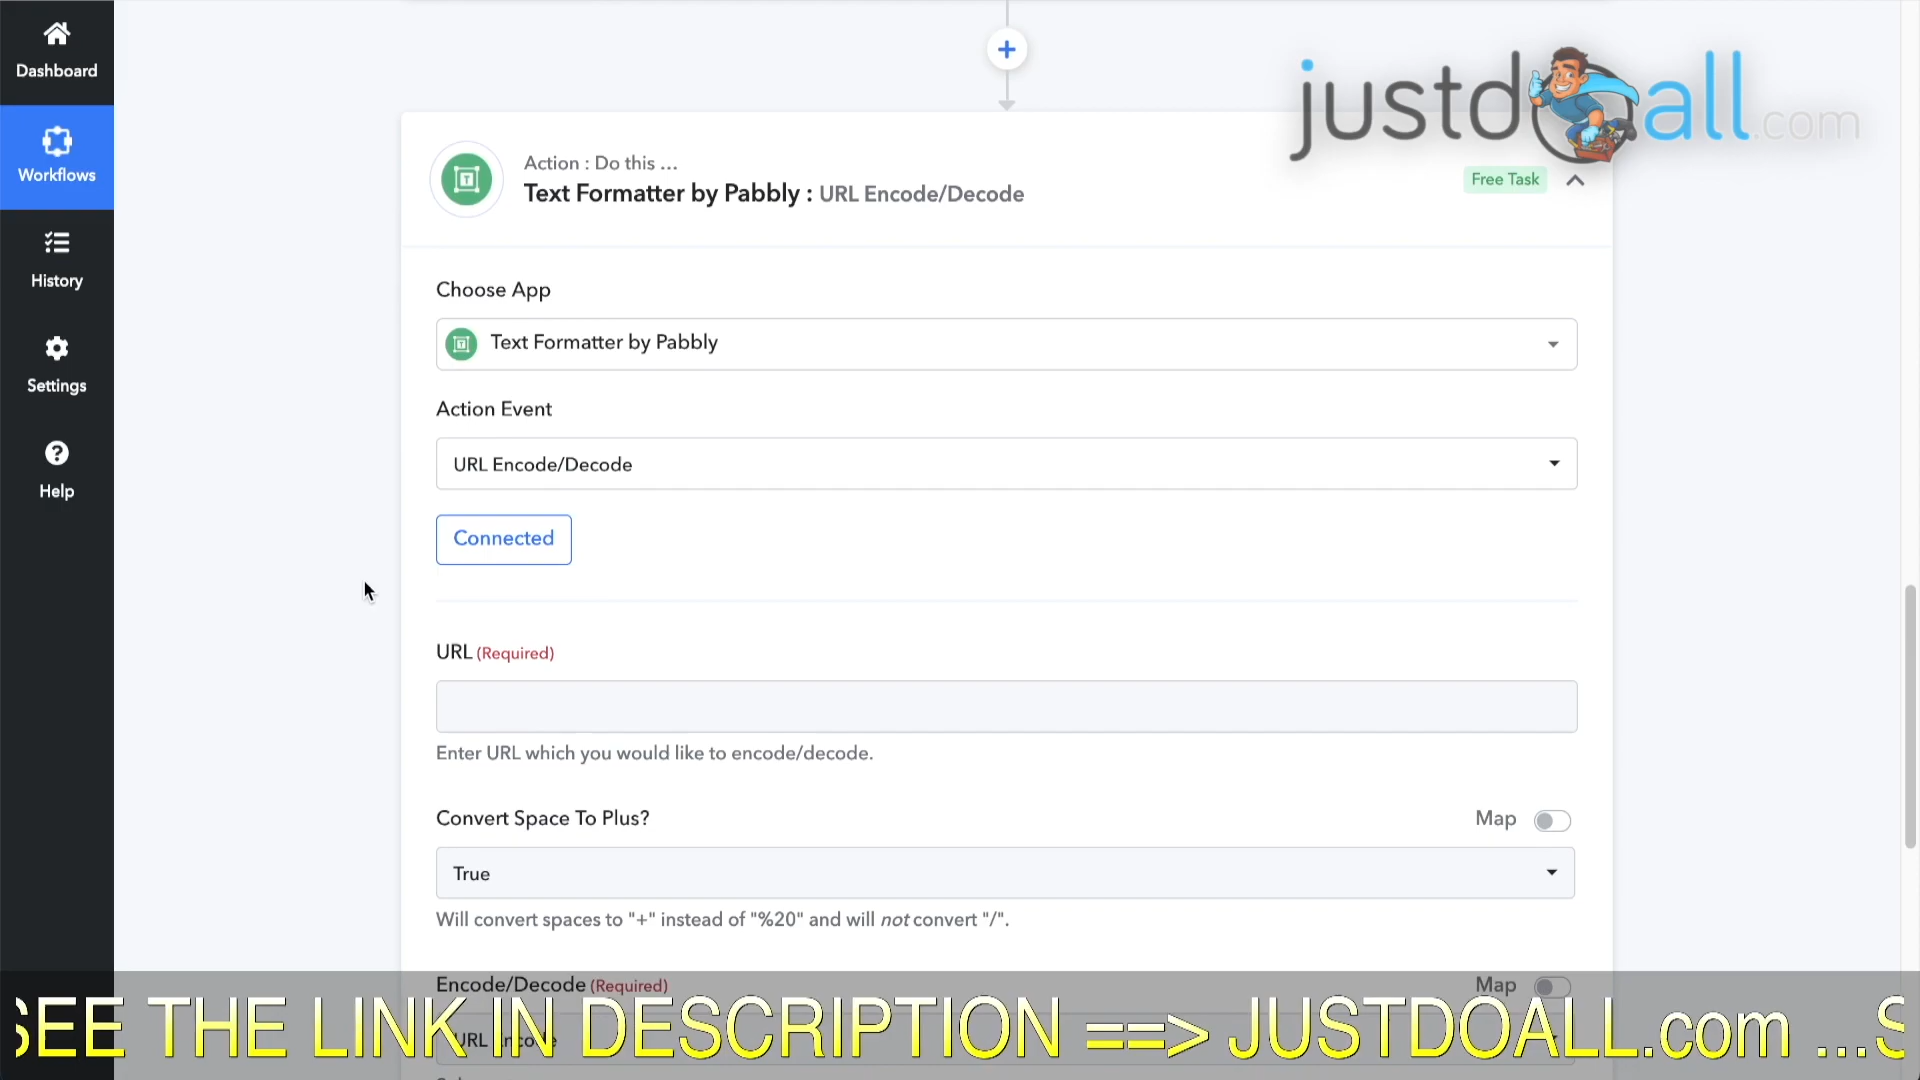 Dashboard
Workflows
History
Settings
Help
justdoall.com
Action : Do this ...
Text Formatter by Pabbly : URL Encode/Decode
Free Task
Choose App
Text Formatter by Pabbly
Action Event
URL Encode/Decode
Connected
URL (Required)
Enter URL which you would like to encode/decode.
Convert Space To Plus?
Map
True
Will convert spaces to "+" instead of "%20" and will not convert "/".
Encode/Decode (Required)
Map
URL Encode
SEE THE LINK IN DESCRIPTION ==> JUSTDOALL.com ...S